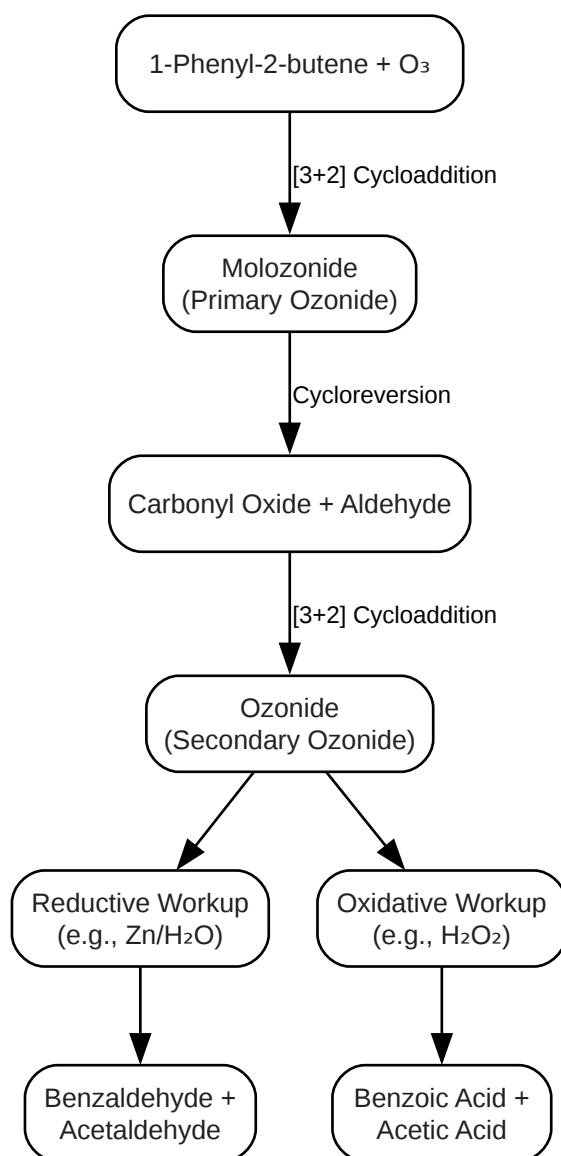 1-Phenyl-2-butene + O₃
[3+2] Cycloaddition
Molozonide
(Primary Ozonide)
Cycloreversion
Carbonyl Oxide + Aldehyde
[3+2] Cycloaddition
Ozonide
(Secondary Ozonide)
Reductive Workup
(e.g., Zn/H₂O)
Oxidative Workup
(e.g., H₂O₂)
Benzaldehyde +
Acetaldehyde
Benzoic Acid +
Acetic Acid